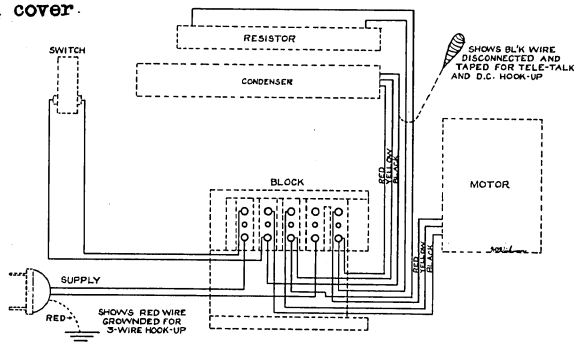 cover.
RESISTOR
SWITCH
SHOWS BL'K WIRE
DISCONNECTED AND
TAPED FOR TELE-TALK
AND D.C. HOOK-UP
CONDENSER
RED
YELLOW
BLACK
BLOCK
MOTOR
RED
YELLOW
BLACK
SUPPLY
SHOWS RED WIRE
GROWNDED FOR
3-WIRE HOOK-UP
RED